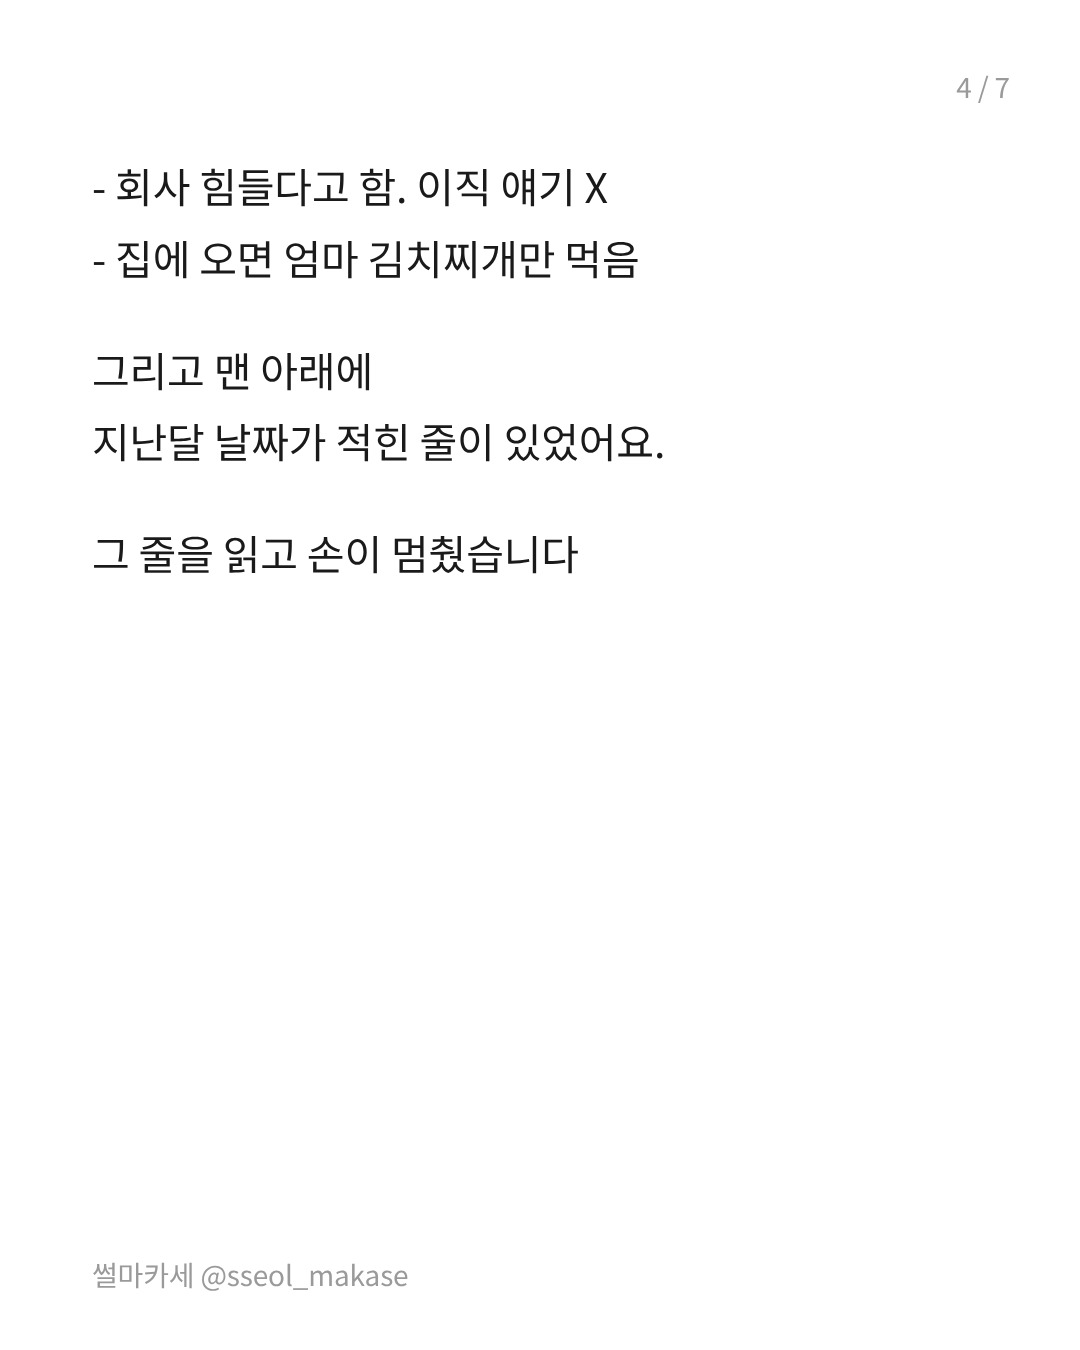 4 / 7
- 회사 힘들다고 함. 이직 얘기 X
- 집에 오면 엄마 김치찌개만 먹음
그리고 맨 아래에
지난달 날짜가 적힌 줄이 있었어요.
그 줄을 읽고 손이 멈췄습니다
썰마카세 @sseol_makase